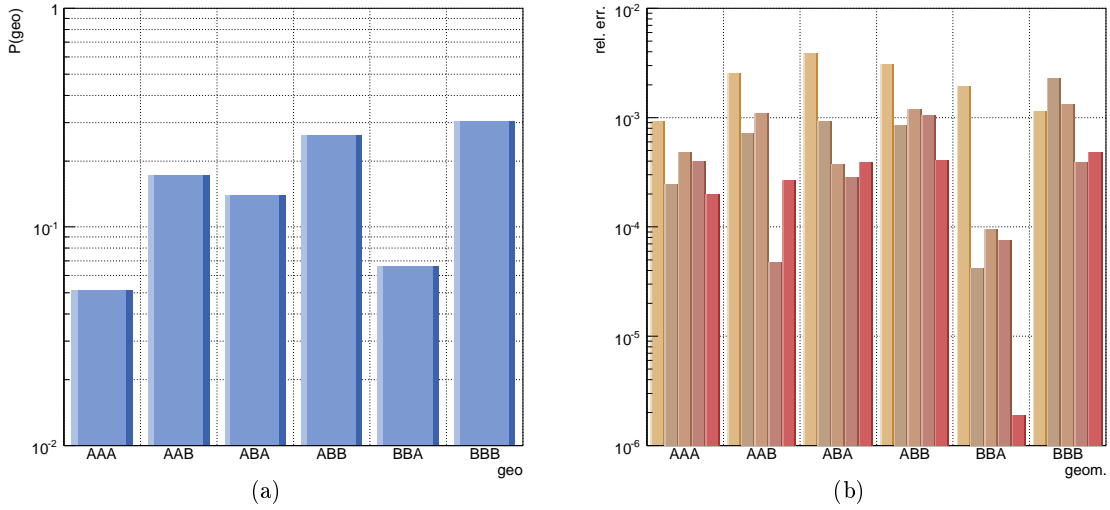 P(geo)
1
10⁻¹
10⁻²
AAA AAB ABA ABB BBA BBB
geo
(a)
rel. err.
10⁻²
10⁻³
10⁻⁴
10⁻⁵
10⁻⁶
AAA AAB ABA ABB BBA BBB
geom.
(b)